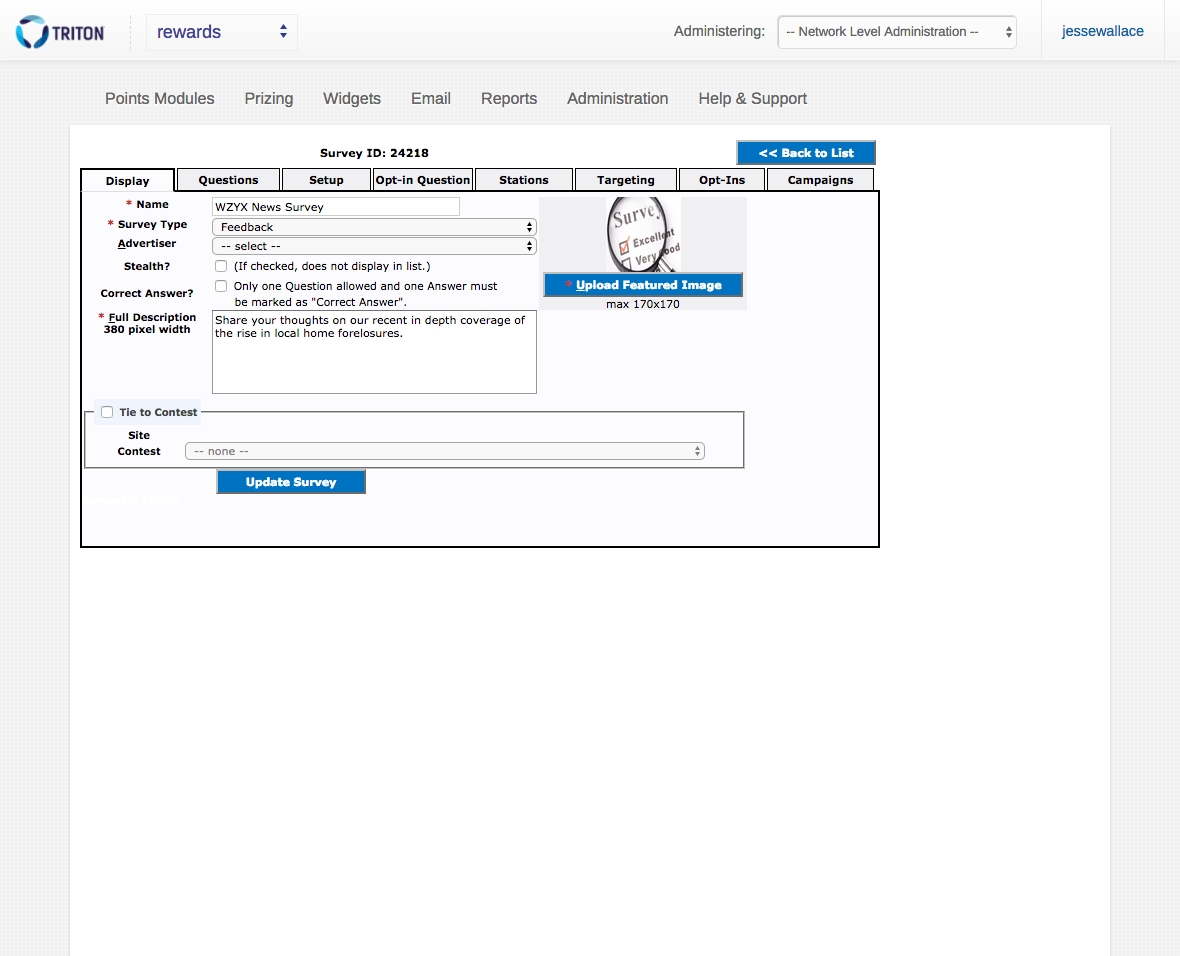 TRITON
rewards
Administering:
-- Network Level Administration --
jessewallace
Points Modules Prizing Widgets Email Reports Administration Help & Support
Survey ID: 24218
<< Back to List
Display Questions Setup Opt-in Question Stations Targeting Opt-Ins Campaigns
* Name
WZYX News Survey
* Survey Type
Feedback
Advertiser
-- select --
Stealth?
(If checked, does not display in list.)
Correct Answer?
Only one Question allowed and one Answer must
be marked as "Correct Answer".
* Full Description
380 pixel width
Share your thoughts on our recent in depth coverage of
the rise in local home forelosures.
Survey
Excellent
Very Good
* Upload Featured Image
max 170x170
Tie to Contest
Site
Contest
-- none --
Update Survey